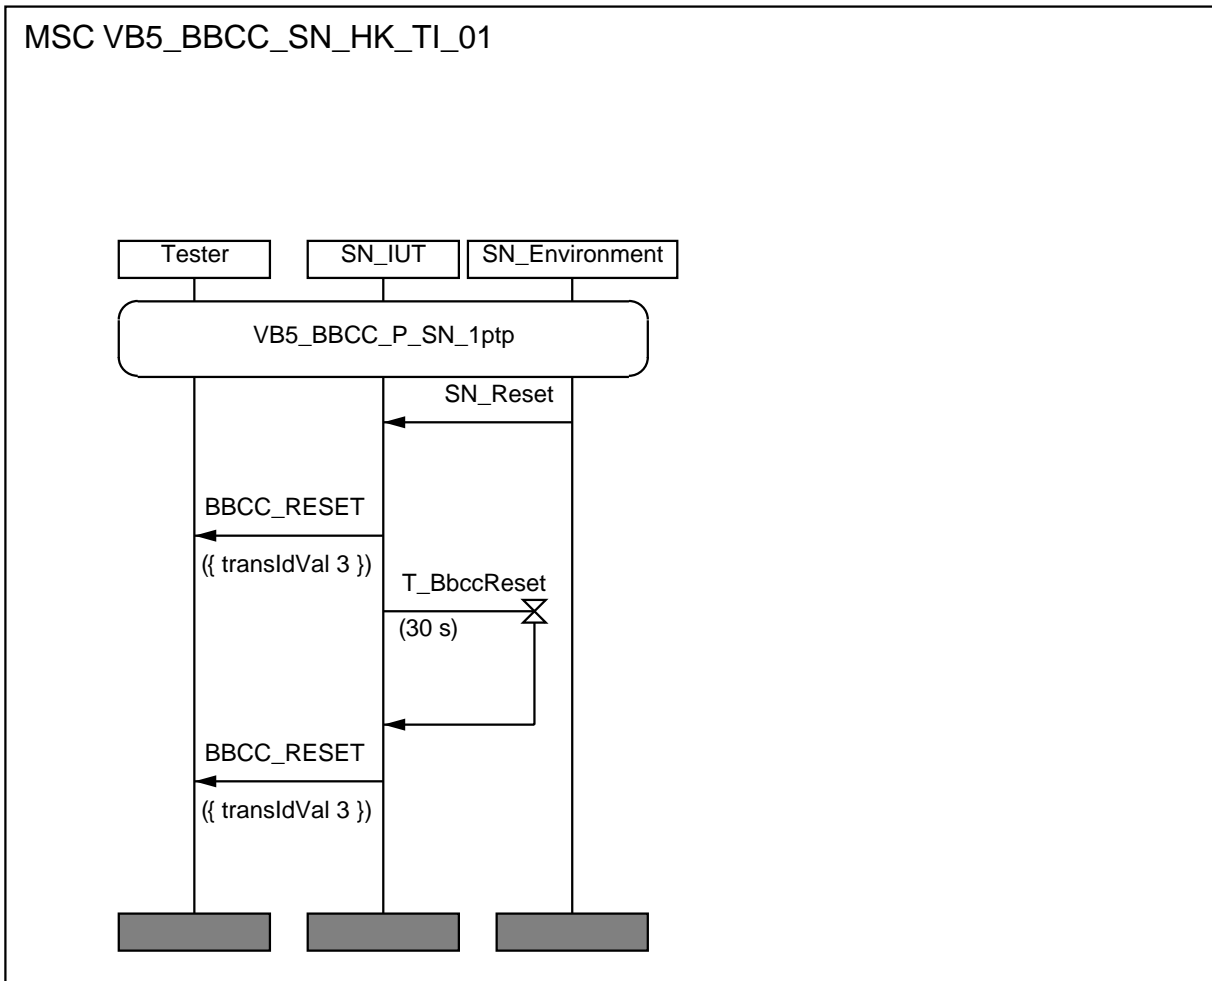 MSC VB5_BBCC_SN_HK_TI_01
Tester
SN_IUT
SN_Environment
VB5_BBCC_P_SN_1ptp
SN_Reset
BBCC_RESET
({ transIdVal 3 })
T_BbccReset
(30 s)
BBCC_RESET
({ transIdVal 3 })